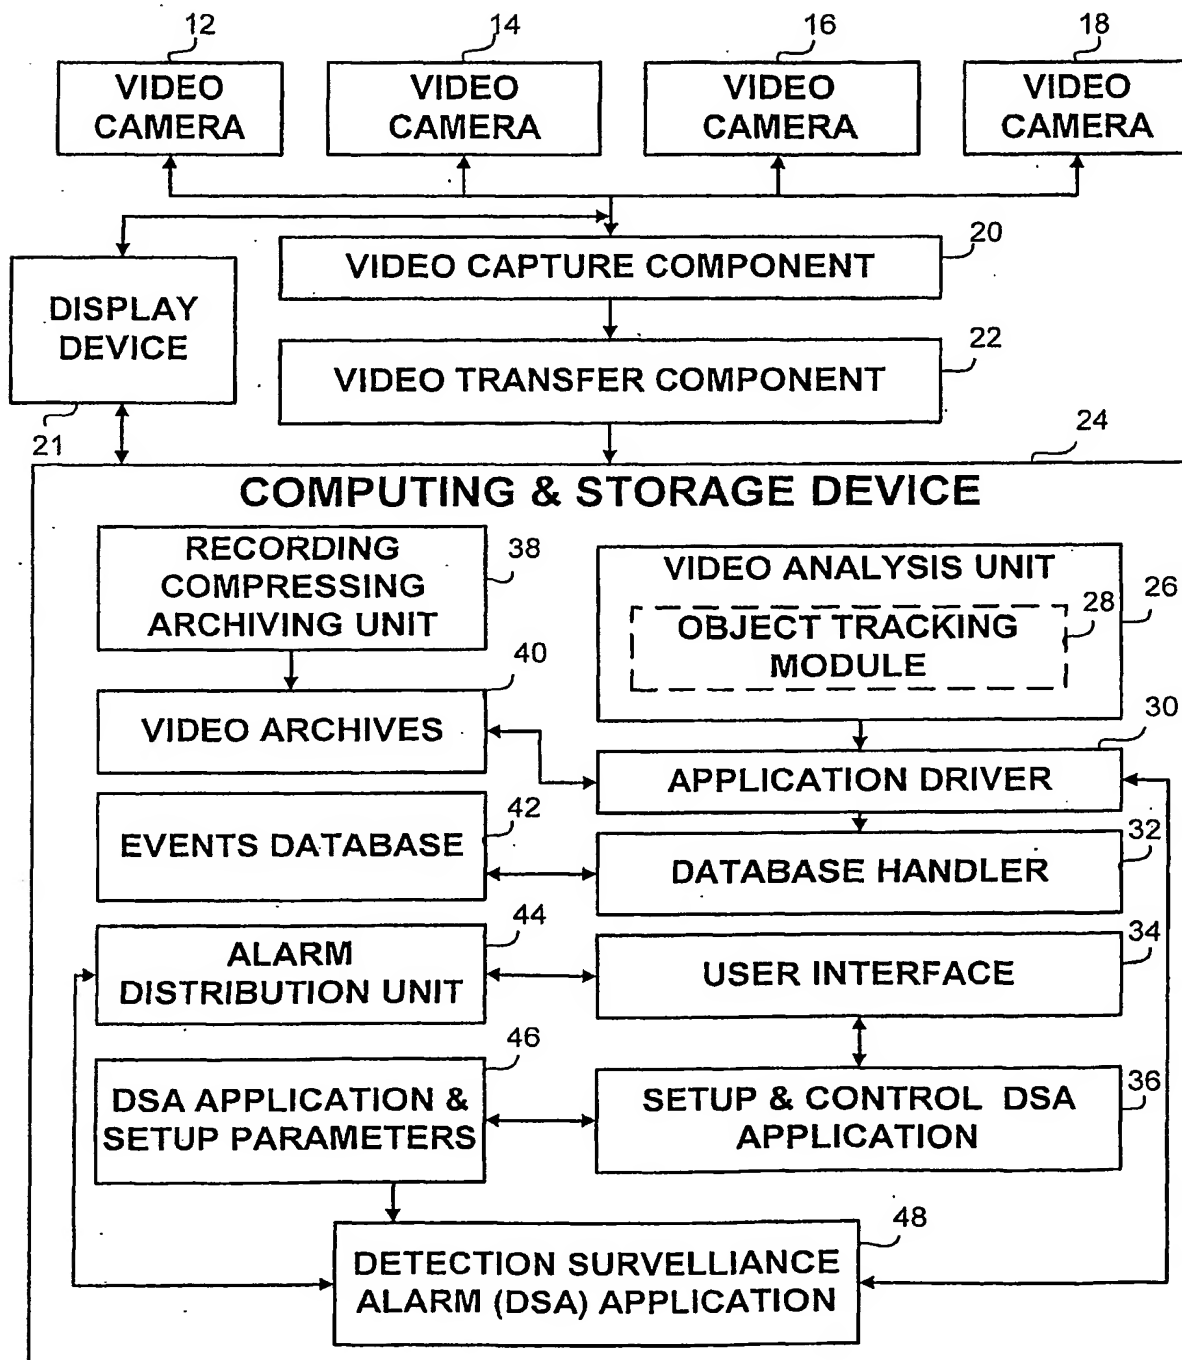 12
14
16
18
VIDEO
CAMERA
VIDEO
CAMERA
VIDEO
CAMERA
VIDEO
CAMERA
20
VIDEO CAPTURE COMPONENT
DISPLAY
DEVICE
21
22
VIDEO TRANSFER COMPONENT
24
COMPUTING & STORAGE DEVICE
RECORDING
COMPRESSING
ARCHIVING UNIT
38
VIDEO ANALYSIS UNIT
26
OBJECT TRACKING
MODULE
28
40
VIDEO ARCHIVES
30
APPLICATION DRIVER
EVENTS DATABASE
42
DATABASE HANDLER
32
ALARM
DISTRIBUTION UNIT
44
USER INTERFACE
34
46
DSA APPLICATION &
SETUP PARAMETERS
SETUP & CONTROL DSA
APPLICATION
36
48
DETECTION SURVELLIANCE
ALARM (DSA) APPLICATION